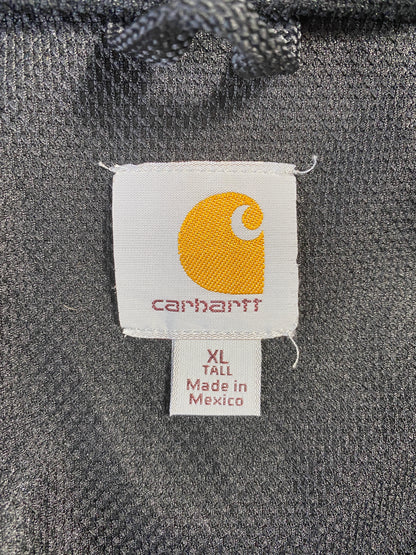 carhartt
XL
TALL
Made in
Mexico